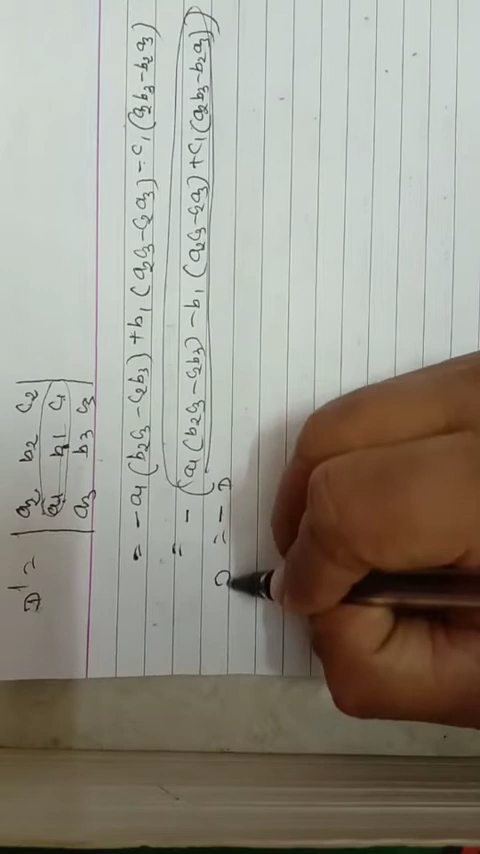 D¹ = | a₂ b₂ c₂ |
| a₁ b₁ c₁ |
| a₃ b₃ c₃ |
= - a₁ (b₂c₃ - c₂b₃) + b₁ (a₂c₃ - c₂a₃) - c₁ (a₂b₃ - b₂a₃)
= - (a₁ (b₂c₃ - c₂b₃) - b₁ (a₂c₃ - c₂a₃) + c₁ (a₂b₃ - b₂a₃))
D = - D